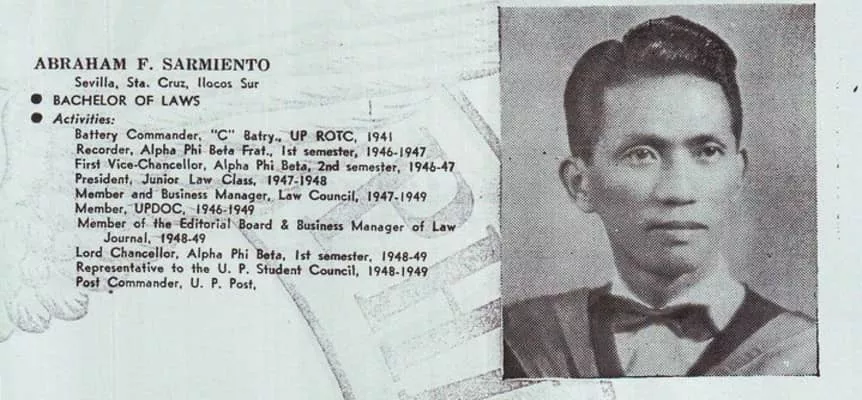 ABRAHAM F. SARMIENTO
Sevilla, Sta. Cruz, Ilocos Sur
● BACHELOR OF LAWS
● Activities:
Battery Commander, "C" Batry., UP ROTC, 1941
Recorder, Alpha Phi Beta Frat., 1st semester, 1946-1947
First Vice-Chancellor, Alpha Phi Beta, 2nd semester, 1946-47
President, Junior Law Class, 1947-1948
Member and Business Manager, Law Council, 1947-1949
Member, UPDOC, 1946-1949
Member of the Editorial Board & Business Manager of Law
Journal, 1948-49
Lord Chancellor, Alpha Phi Beta, 1st semester, 1948-49
Representative to the U. P. Student Council, 1948-1949
Post Commander, U. P. Post,